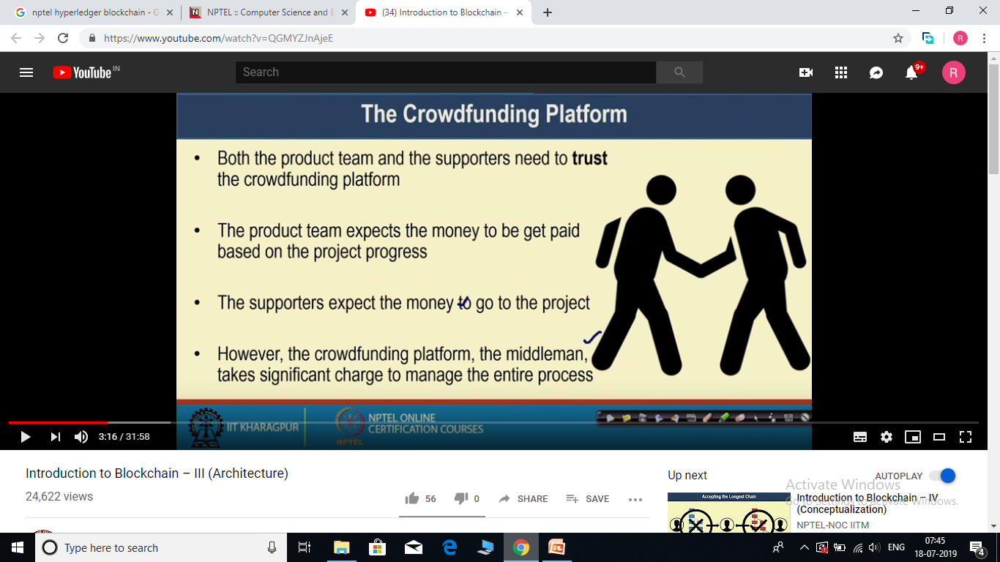 nptel hyperledger blockchain - G
NPTEL :: Computer Science and E
(34) Introduction to Blockchain –
https://www.youtube.com/watch?v=QGMYZJnAjeE
R
YouTube IN
Search
9+
R
The Crowdfunding Platform
• Both the product team and the supporters need to trust
the crowdfunding platform
• The product team expects the money to be get paid
based on the project progress
• The supporters expect the money to go to the project
• However, the crowdfunding platform, the middleman,
takes significant charge to manage the entire process
IIT KHARAGPUR
NPTEL
NPTEL ONLINE
CERTIFICATION COURSES
3:16 / 31:58
Introduction to Blockchain – III (Architecture)
24,622 views
56
0
SHARE
SAVE
Up next
AUTOPLAY
Accepting the Longest Chain
Introduction to Blockchain – IV
(Conceptualization)
NPTEL-NOC IITM
Activate Windows
Go to Settings to activate Windows.
Type here to search
ENG
07:45
18-07-2019
4